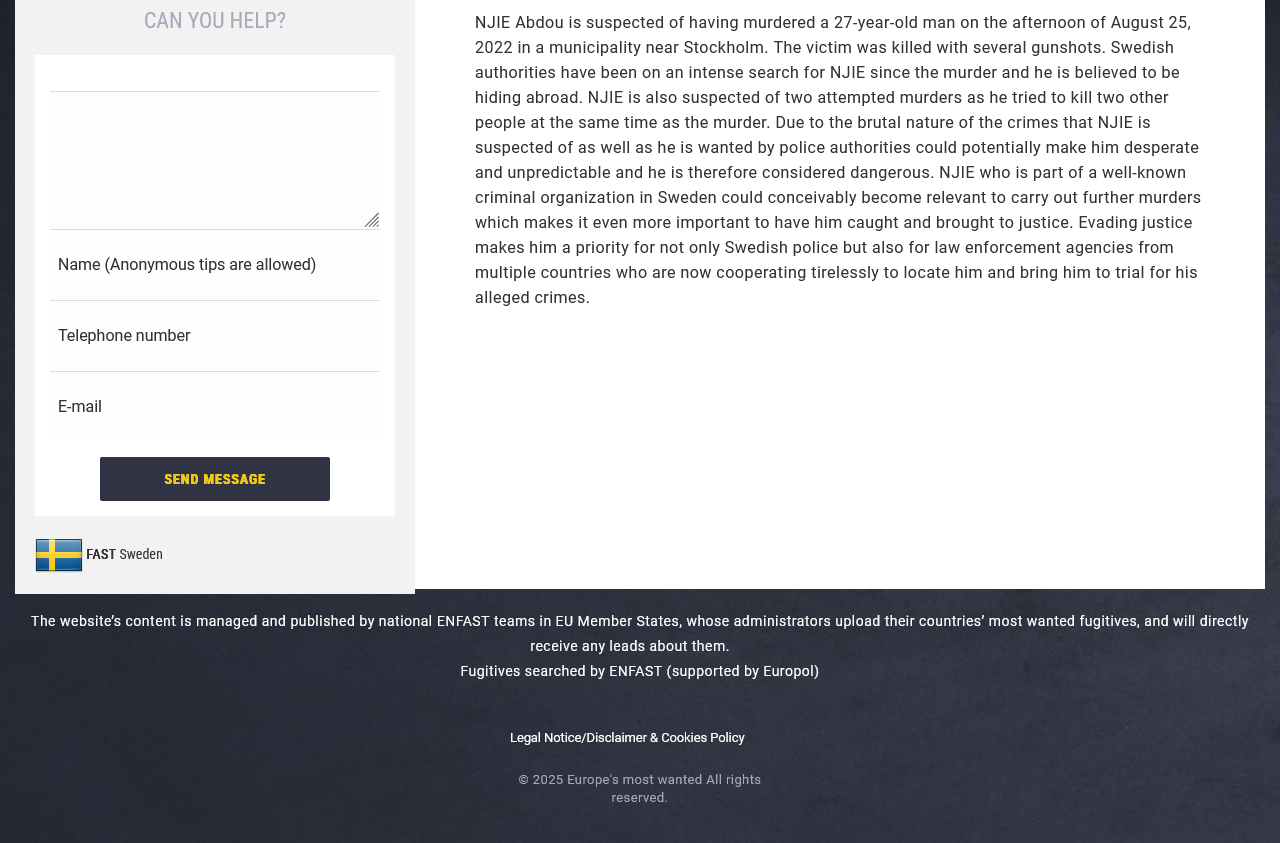 CAN YOU HELP?
Name (Anonymous tips are allowed)
Telephone number
E-mail
SEND MESSAGE
FAST Sweden
NJIE Abdou is suspected of having murdered a 27-year-old man on the afternoon of August 25,
2022 in a municipality near Stockholm. The victim was killed with several gunshots. Swedish
authorities have been on an intense search for NJIE since the murder and he is believed to be
hiding abroad. NJIE is also suspected of two attempted murders as he tried to kill two other
people at the same time as the murder. Due to the brutal nature of the crimes that NJIE is
suspected of as well as he is wanted by police authorities could potentially make him desperate
and unpredictable and he is therefore considered dangerous. NJIE who is part of a well-known
criminal organization in Sweden could conceivably become relevant to carry out further murders
which makes it even more important to have him caught and brought to justice. Evading justice
makes him a priority for not only Swedish police but also for law enforcement agencies from
multiple countries who are now cooperating tirelessly to locate him and bring him to trial for his
alleged crimes.
The website’s content is managed and published by national ENFAST teams in EU Member States, whose administrators upload their countries’ most wanted fugitives, and will directly
receive any leads about them.
Fugitives searched by ENFAST (supported by Europol)
Legal Notice/Disclaimer & Cookies Policy
© 2025 Europe's most wanted All rights
reserved.